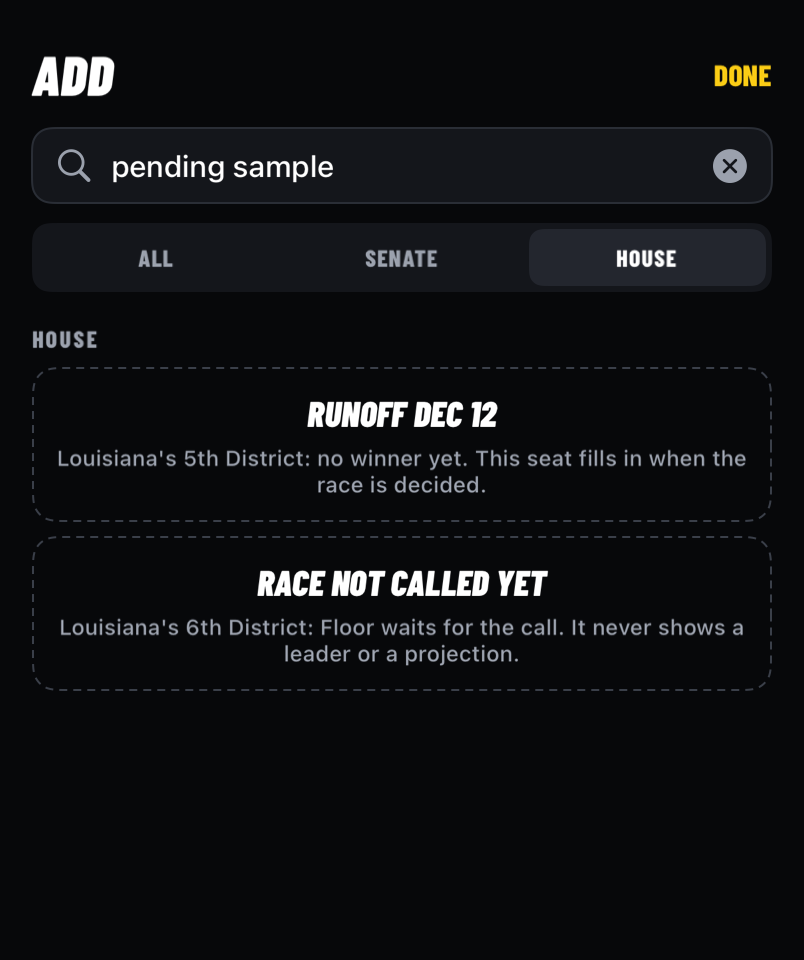 ADD
DONE
pending sample
ALL
SENATE
HOUSE
HOUSE
RUNOFF DEC 12
Louisiana's 5th District: no winner yet. This seat fills in when the
race is decided.
RACE NOT CALLED YET
Louisiana's 6th District: Floor waits for the call. It never shows a
leader or a projection.